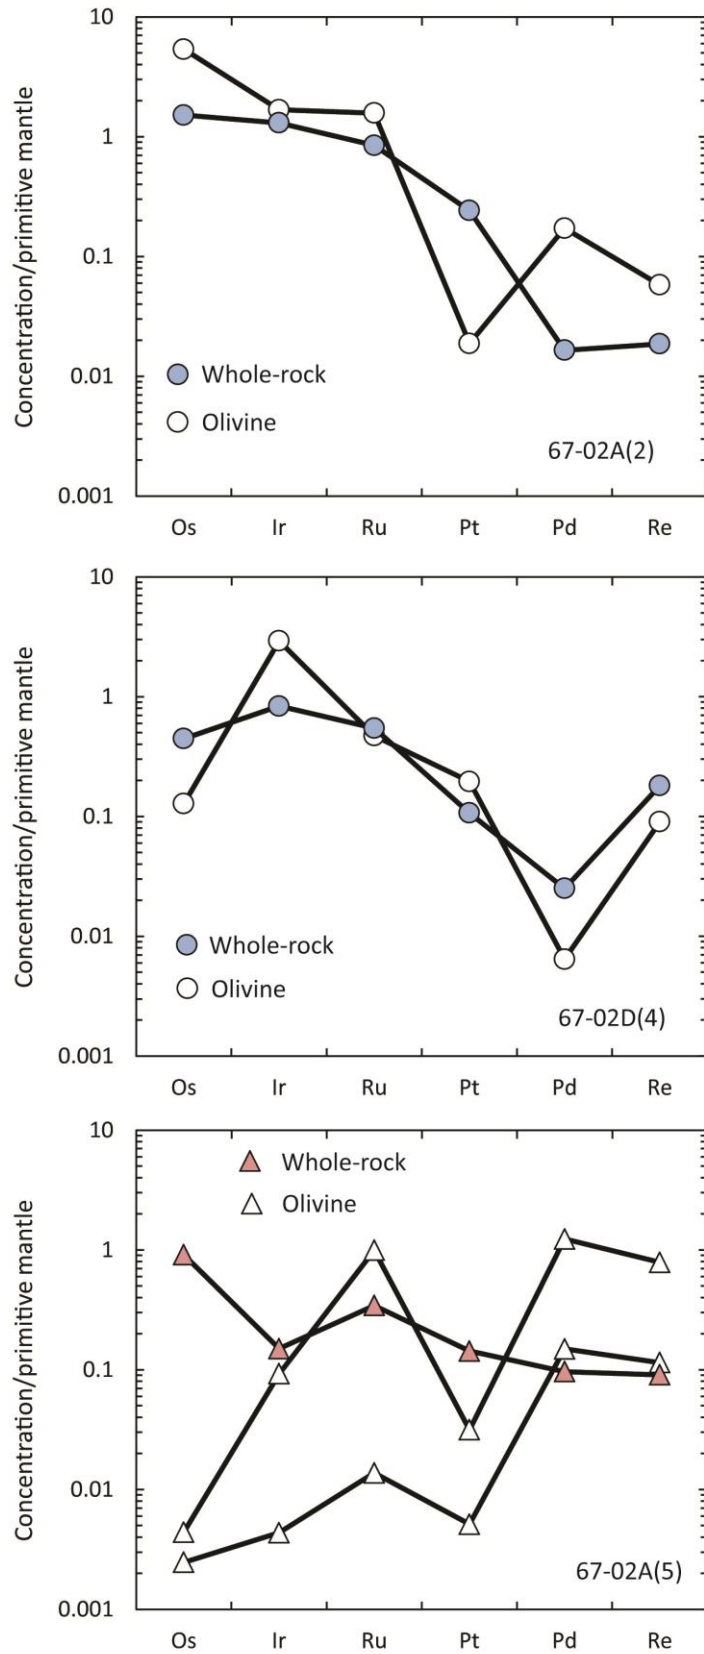 Concentration/primitive mantle
10
1
0.1
0.01
0.001
Whole-rock
Olivine
67-02A(2)
Os Ir Ru Pt Pd Re
Concentration/primitive mantle
10
1
0.1
0.01
0.001
Whole-rock
Olivine
67-02D(4)
Os Ir Ru Pt Pd Re
Concentration/primitive mantle
10
1
0.1
0.01
0.001
Whole-rock
Olivine
67-02A(5)
Os Ir Ru Pt Pd Re